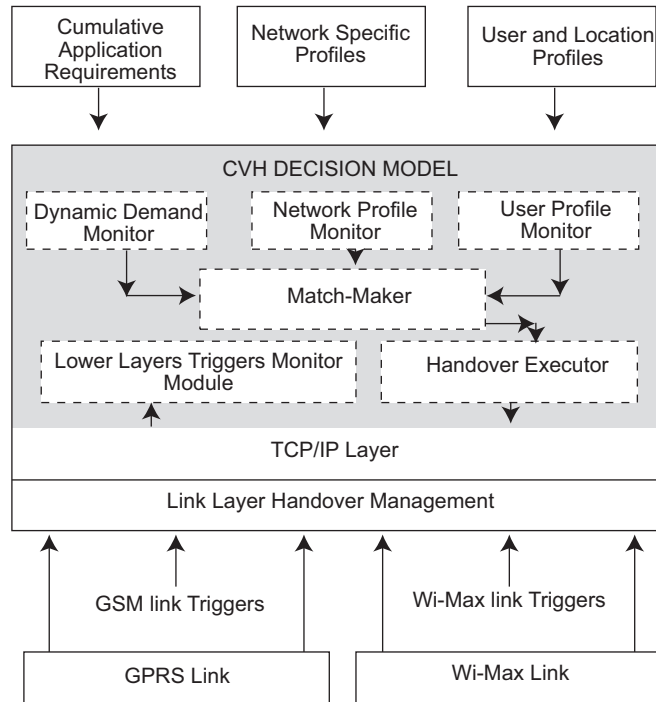 Cumulative
Application
Requirements
Network Specific
Profiles
User and Location
Profiles
CVH DECISION MODEL
Dynamic Demand
Monitor
Network Profile
Monitor
User Profile
Monitor
Match-Maker
Lower Layers Triggers Monitor
Module
Handover Executor
TCP/IP Layer
Link Layer Handover Management
GSM link Triggers
Wi-Max link Triggers
GPRS Link
Wi-Max Link